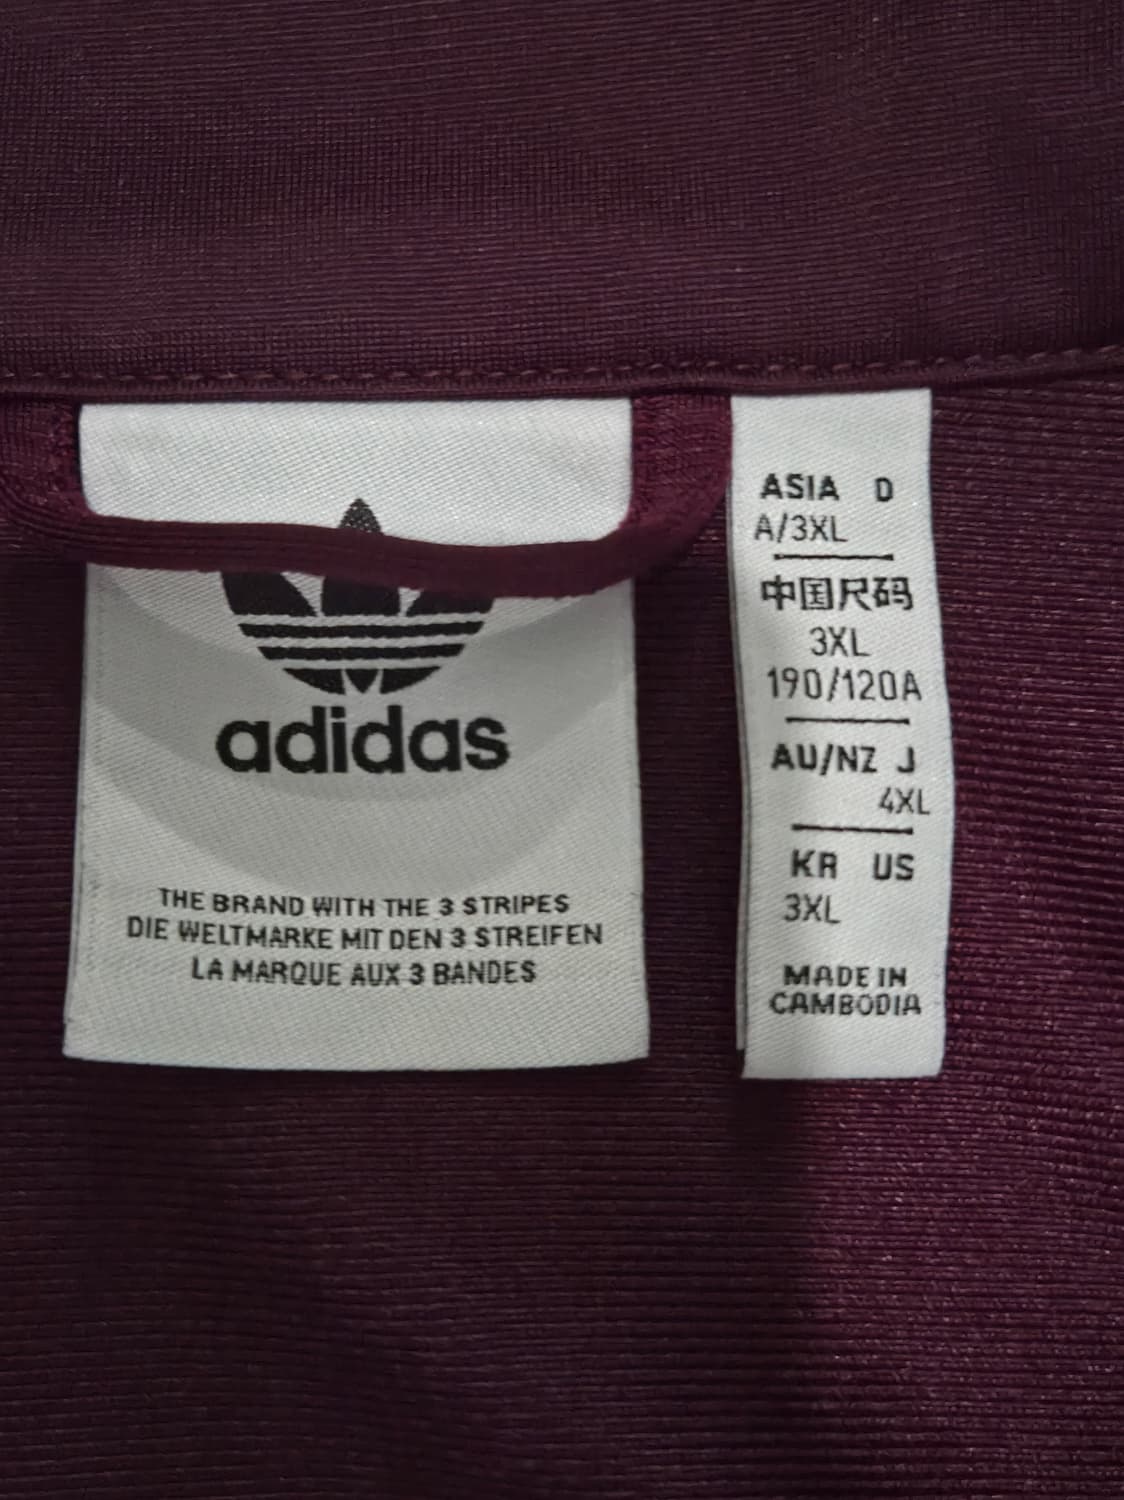 adidas
THE BRAND WITH THE 3 STRIPES
DIE WELTMARKE MIT DEN 3 STREIFEN
LA MARQUE AUX 3 BANDES
ASIA D
A/3XL
中国尺码
3XL
190/120A
AU/NZ J
4XL
KR US
3XL
MADE IN
CAMBODIA